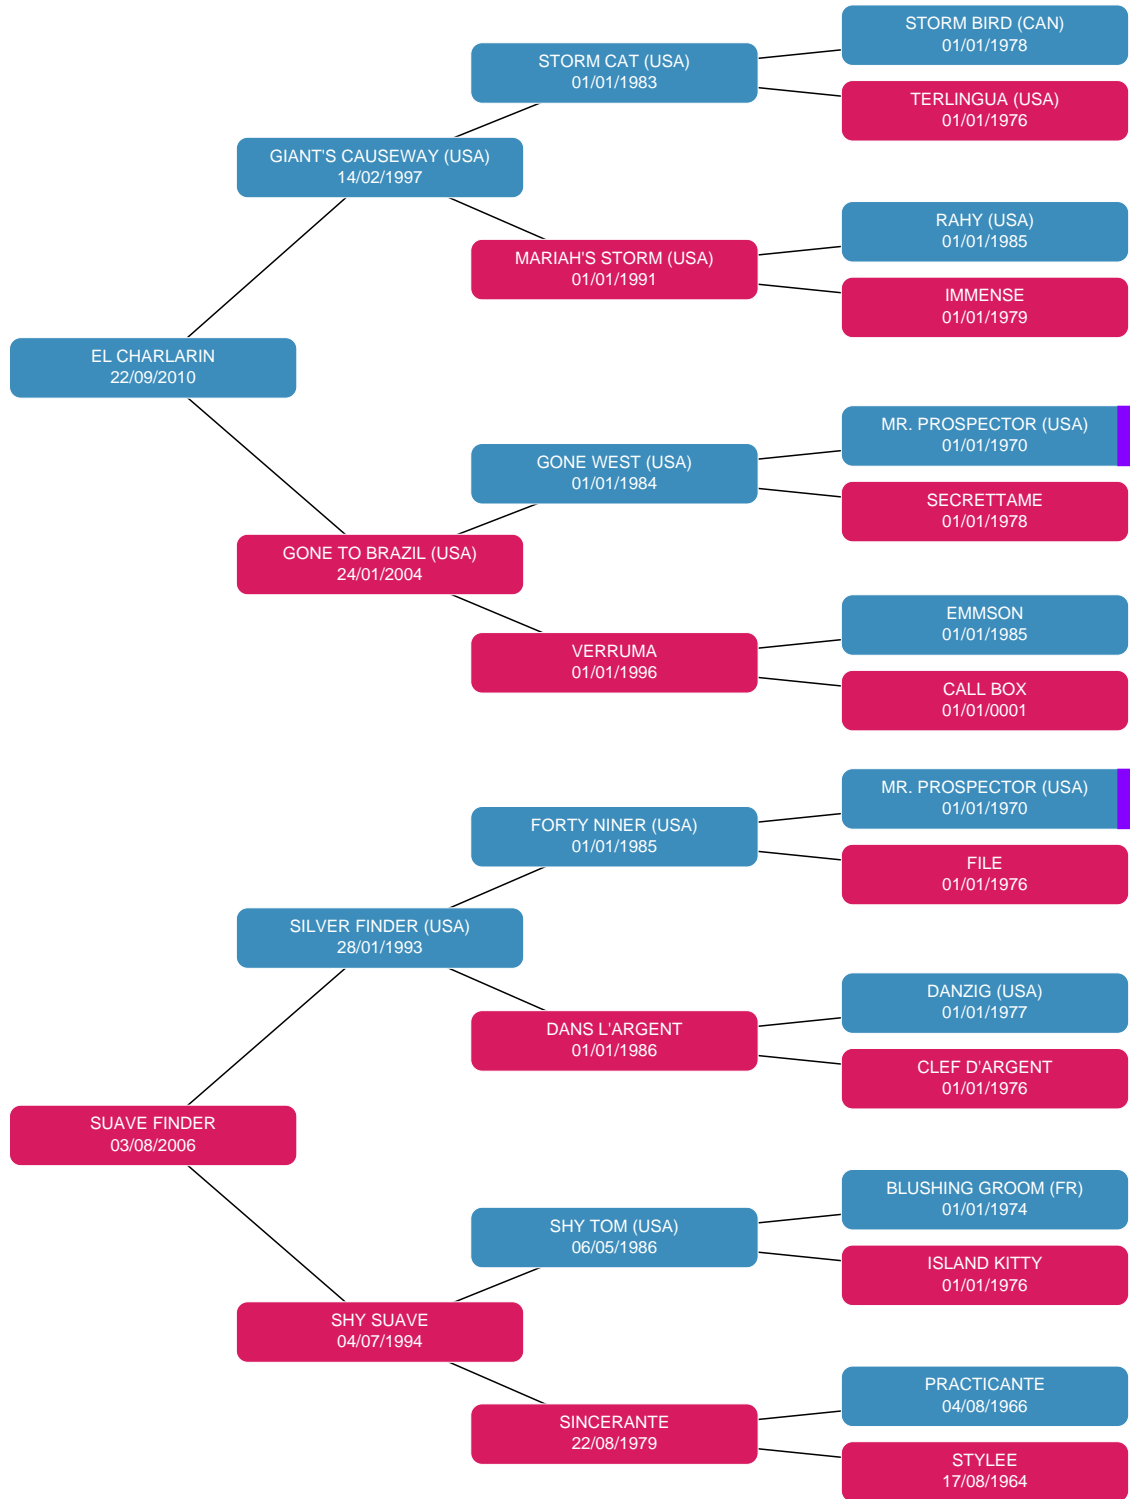 STORM BIRD (CAN)
01/01/1978
STORM CAT (USA)
01/01/1983
TERLINGUA (USA)
01/01/1976
GIANT'S CAUSEWAY (USA)
14/02/1997
RAHY (USA)
01/01/1985
MARIAH'S STORM (USA)
01/01/1991
IMMENSE
01/01/1979
EL CHARLARIN
22/09/2010
MR. PROSPECTOR (USA)
01/01/1970
GONE WEST (USA)
01/01/1984
SECRETTAME
01/01/1978
GONE TO BRAZIL (USA)
24/01/2004
EMMSON
01/01/1985
VERRUMA
01/01/1996
CALL BOX
01/01/0001
MR. PROSPECTOR (USA)
01/01/1970
FORTY NINER (USA)
01/01/1985
FILE
01/01/1976
SILVER FINDER (USA)
28/01/1993
DANZIG (USA)
01/01/1977
DANS L'ARGENT
01/01/1986
CLEF D'ARGENT
01/01/1976
SUAVE FINDER
03/08/2006
BLUSHING GROOM (FR)
01/01/1974
SHY TOM (USA)
06/05/1986
ISLAND KITTY
01/01/1976
SHY SUAVE
04/07/1994
PRACTICANTE
04/08/1966
SINCERANTE
22/08/1979
STYLEE
17/08/1964